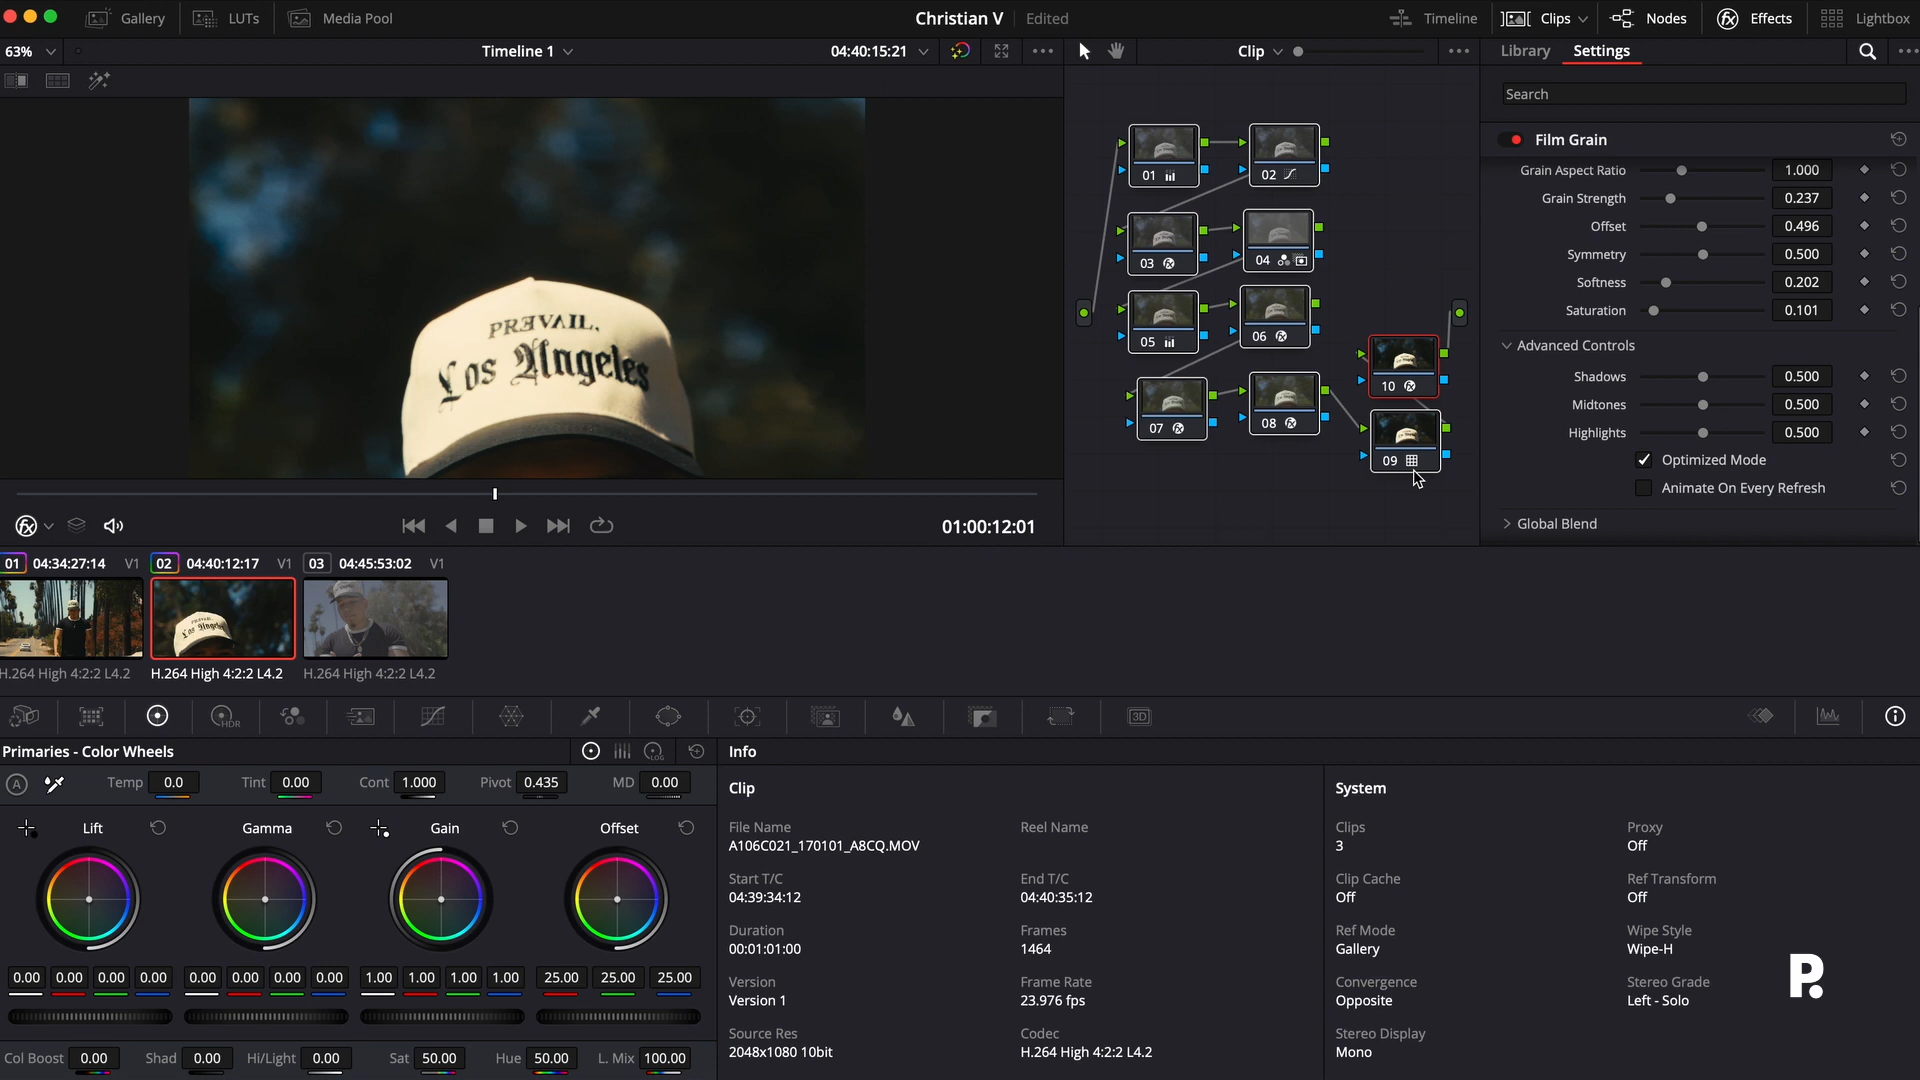 Gallery LUTs Media Pool Christian V Edited Timeline Clips Nodes Effects Lightbox
63% Timeline 1 04:40:15:21 Clip Library Settings
Search
Film Grain
Grain Aspect Ratio 1.000
Grain Strength 0.237
Offset 0.496
Symmetry 0.500
Softness 0.202
Saturation 0.101
Advanced Controls
Shadows 0.500
Midtones 0.500
Highlights 0.500
Optimized Mode
Animate On Every Refresh
Global Blend
PREVAIL.
Los Angeles
01 02
03 04
05 06
07 08
10
09
01:00:12:01
01 04:34:27:14 V1 02 04:40:12:17 V1 03 04:45:53:02 V1
PREVAIL.
Los Angeles
H.264 High 4:2:2 L4.2 H.264 High 4:2:2 L4.2 H.264 High 4:2:2 L4.2
HDR 3D
Primaries - Color Wheels LOG Info
A Temp 0.0 Tint 0.00 Cont 1.000 Pivot 0.435 MD 0.00
Lift Gamma Gain Offset
0.00 0.00 0.00 0.00 0.00 0.00 0.00 0.00 1.00 1.00 1.00 1.00 25.00 25.00 25.00
Col Boost 0.00 Shad 0.00 Hi/Light 0.00 Sat 50.00 Hue 50.00 L. Mix 100.00
Clip
File Name Reel Name
A106C021_170101_A8CQ.MOV
Start T/C End T/C
04:39:34:12 04:40:35:12
Duration Frames
00:01:01:00 1464
Version Frame Rate
Version 1 23.976 fps
Source Res Codec
2048x1080 10bit H.264 High 4:2:2 L4.2
System
Clips Proxy
3 Off
Clip Cache Ref Transform
Off Off
Ref Mode Wipe Style
Gallery Wipe-H
Convergence Stereo Grade
Opposite Left - Solo
Stereo Display
Mono
P.